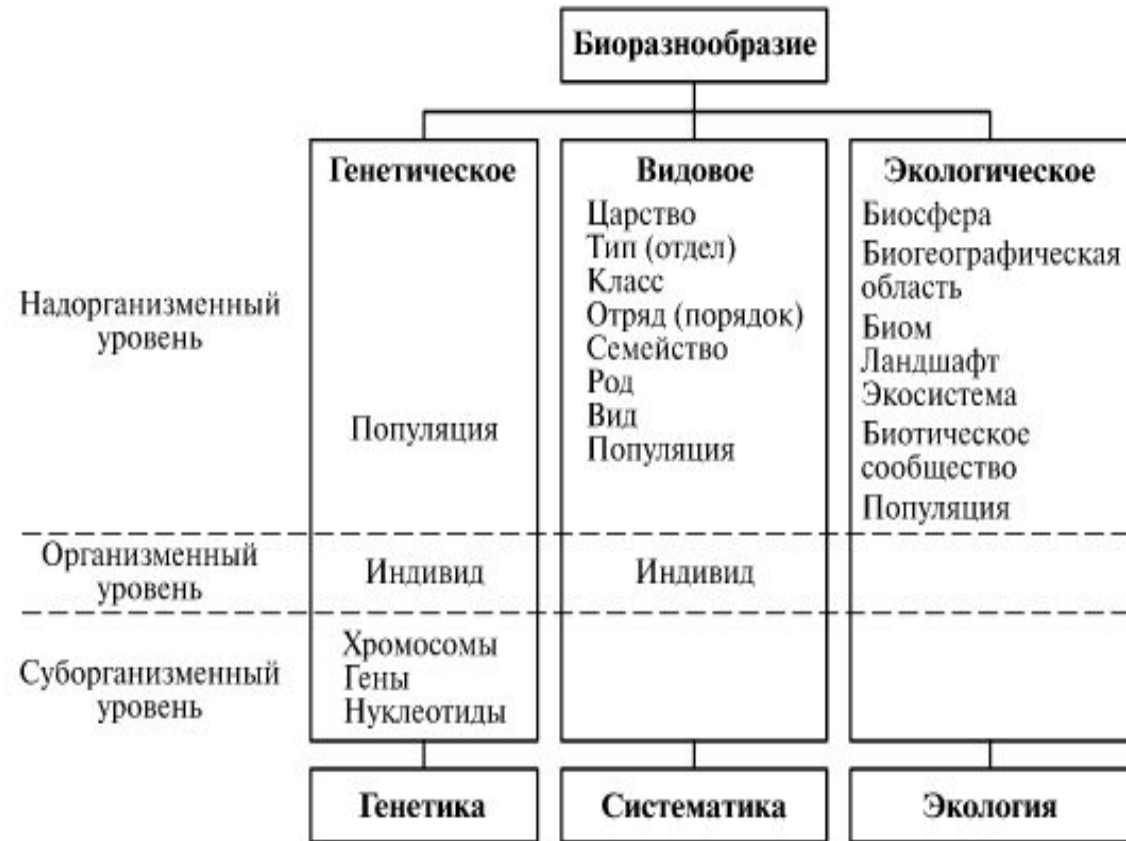 Биоразнообразие
Генетическое
Видовое
Экологическое
Надорганизменный
уровень
Популяция
Царство
Тип (отдел)
Класс
Отряд (порядок)
Семейство
Род
Вид
Популяция
Биосфера
Биогеографическая
область
Биом
Ландшафт
Экосистема
Биотическое
сообщество
Популяция
Организменный
уровень
Индивид
Индивид
Суборганизменный
уровень
Хромосомы
Гены
Нуклеотиды
Генетика
Систематика
Экология